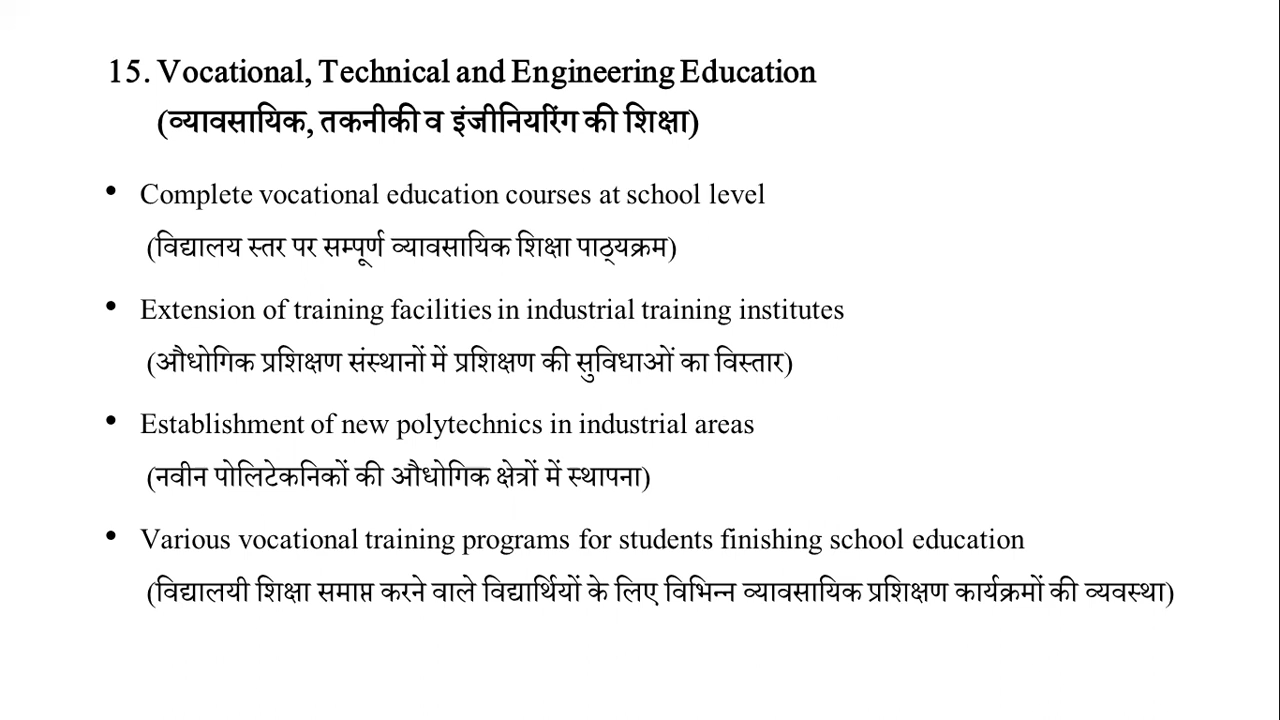 15. Vocational, Technical and Engineering Education
(व्यावसायिक, तकनीकी व इंजीनियरिंग की शिक्षा)
• Complete vocational education courses at school level
(विद्यालय स्तर पर सम्पूर्ण व्यावसायिक शिक्षा पाठ्यक्रम)
• Extension of training facilities in industrial training institutes
(औधोगिक प्रशिक्षण संस्थानों में प्रशिक्षण की सुविधाओं का विस्तार)
• Establishment of new polytechnics in industrial areas
(नवीन पोलिटेकनिकों की औधोगिक क्षेत्रों में स्थापना)
• Various vocational training programs for students finishing school education
(विद्यालयी शिक्षा समाप्त करने वाले विद्यार्थियों के लिए विभिन्न व्यावसायिक प्रशिक्षण कार्यक्रमों की व्यवस्था)